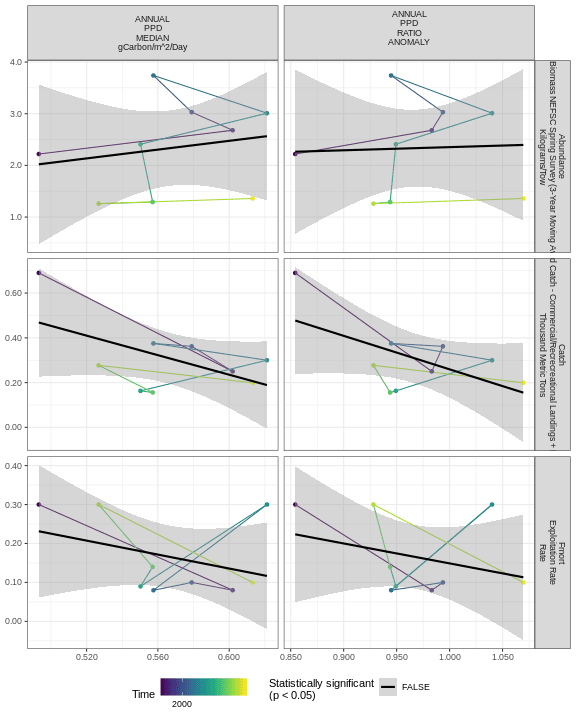 ANNUAL
PPD
MEDIAN
gCarbon/m^2/Day
ANNUAL
PPD
RATIO
ANOMALY
4.0
3.0
2.0
1.0
Abundance
Biomass NEFSC Spring Survey (3-Year Moving
Kilograms/Tow
0.60
0.40
0.20
0.00
Catch
Catch - Commercial/Recrecreational Landings +
Thousand Metric Tons
0.40
0.30
0.20
0.10
0.00
Fmort
Exploitation Rate
Rate
0.520
0.560
0.600
0.850
0.900
0.950
1.000
1.050
Time
2000
Statistically significant
(p < 0.05)
FALSE